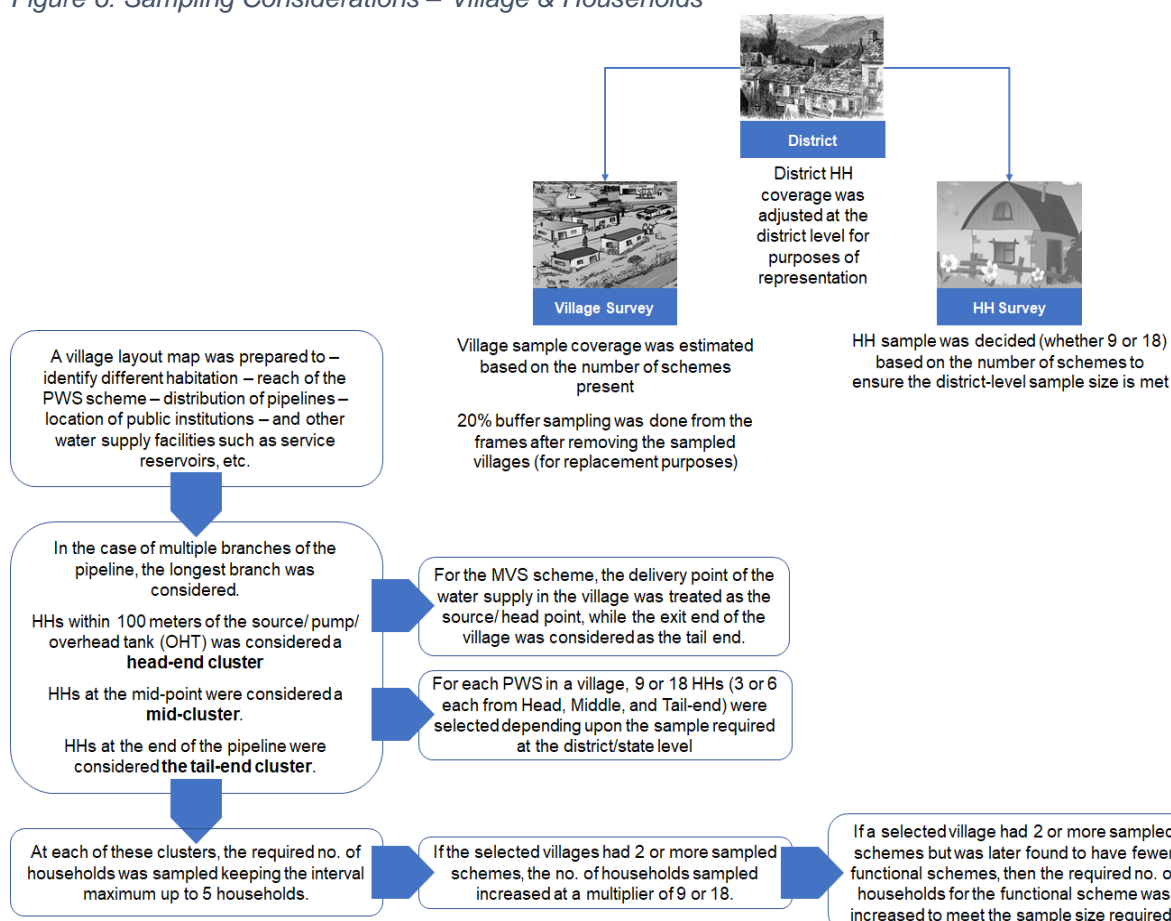 Figure 6: Sampling Considerations – Village & Households
District
District HH
coverage was
adjusted at the
district level for
purposes of
representation
Village Survey
HH Survey
Village sample coverage was estimated
based on the number of schemes
present
20% buffer sampling was done from the
frames after removing the sampled
villages (for replacement purposes)
HH sample was decided (whether 9 or 18)
based on the number of schemes to
ensure the district-level sample size is met
A village layout map was prepared to –
identify different habitation – reach of the
PWS scheme – distribution of pipelines –
location of public institutions – and other
water supply facilities such as service
reservoirs, etc.
In the case of multiple branches of the
pipeline, the longest branch was
considered.
HHs within 100 meters of the source/ pump/
overhead tank (OHT) was considered a
head-end cluster
HHs at the mid-point were considered a
mid-cluster.
HHs at the end of the pipeline were
considered the tail-end cluster.
For the MVS scheme, the delivery point of the
water supply in the village was treated as the
source/ head point, while the exit end of the
village was considered as the tail end.
For each PWS in a village, 9 or 18 HHs (3 or 6
each from Head, Middle, and Tail-end) were
selected depending upon the sample required
at the district/state level
At each of these clusters, the required no. of
households was sampled keeping the interval
maximum up to 5 households.
If the selected villages had 2 or more sampled
schemes, the no. of households sampled
increased at a multiplier of 9 or 18.
If a selected village had 2 or more sampled
schemes but was later found to have fewer
functional schemes, then the required no. of
households for the functional scheme was
increased to meet the sample size required